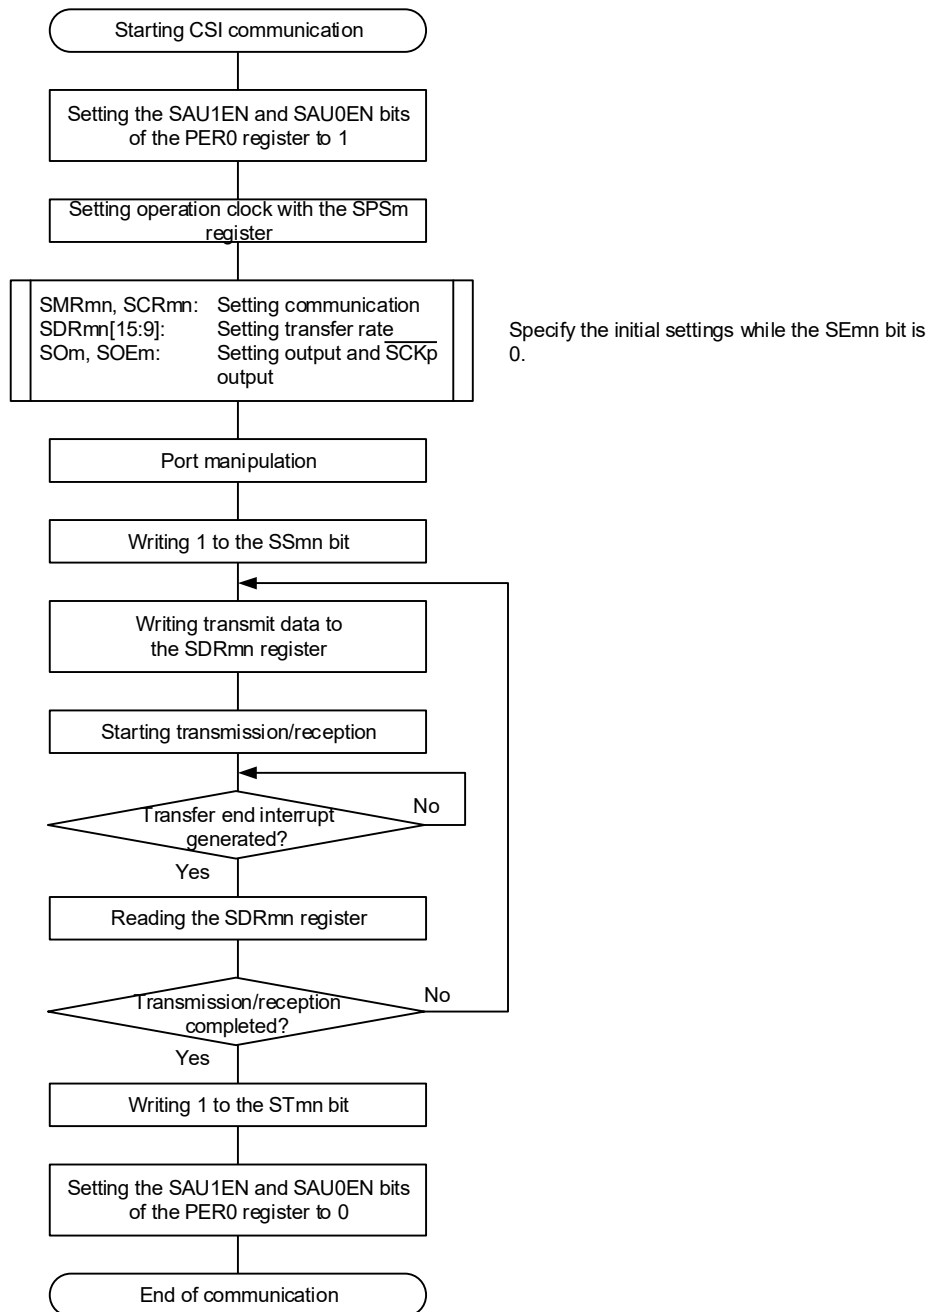 Starting CSI communication
Setting the SAU1EN and SAU0EN bits
of the PER0 register to 1
Setting operation clock with the SPSm
register
SMRmn, SCRmn: Setting communication
SDRmn[15:9]: Setting transfer rate
SOm, SOEm: Setting output and S̅C̅K̅p̅
output
Specify the initial settings while the SEmn bit is
0.
Port manipulation
Writing 1 to the SSmn bit
Writing transmit data to
the SDRmn register
Starting transmission/reception
Transfer end interrupt
generated?
No
Yes
Reading the SDRmn register
Transmission/reception
completed?
No
Yes
Writing 1 to the STmn bit
Setting the SAU1EN and SAU0EN bits
of the PER0 register to 0
End of communication